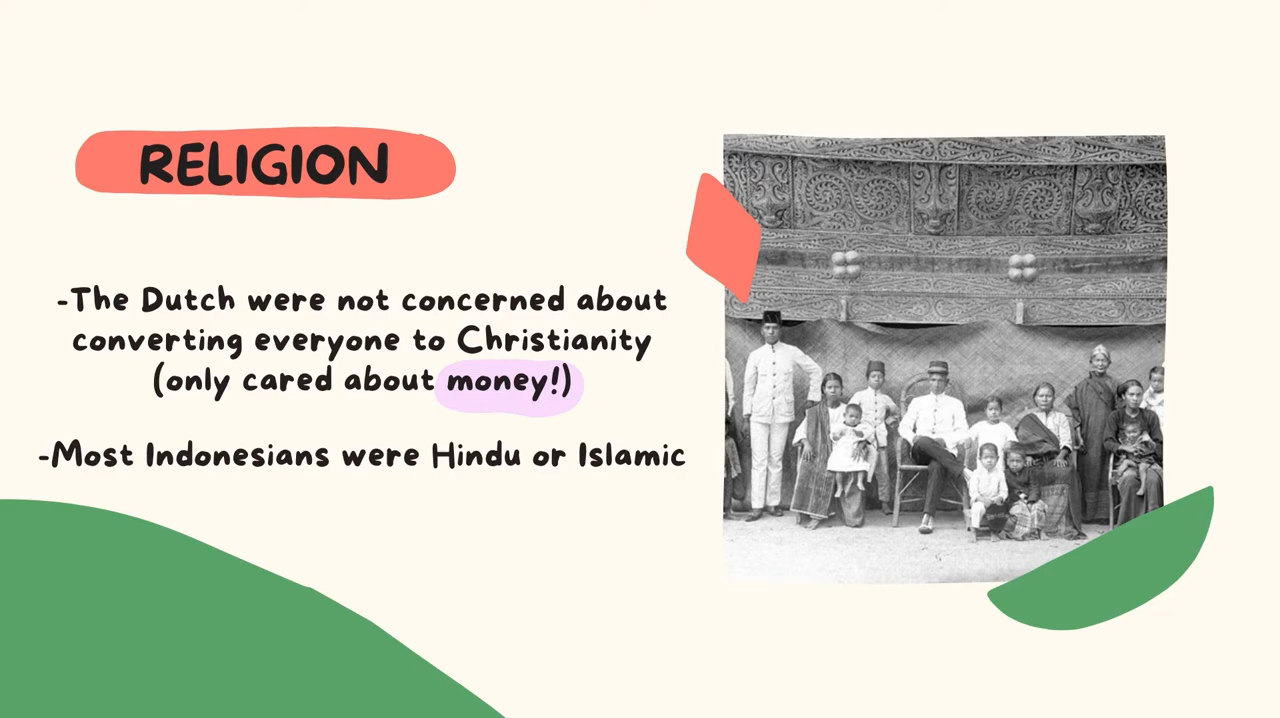 RELIGION
-The Dutch were not concerned about
converting everyone to Christianity
(only cared about money!)
-Most Indonesians were Hindu or Islamic